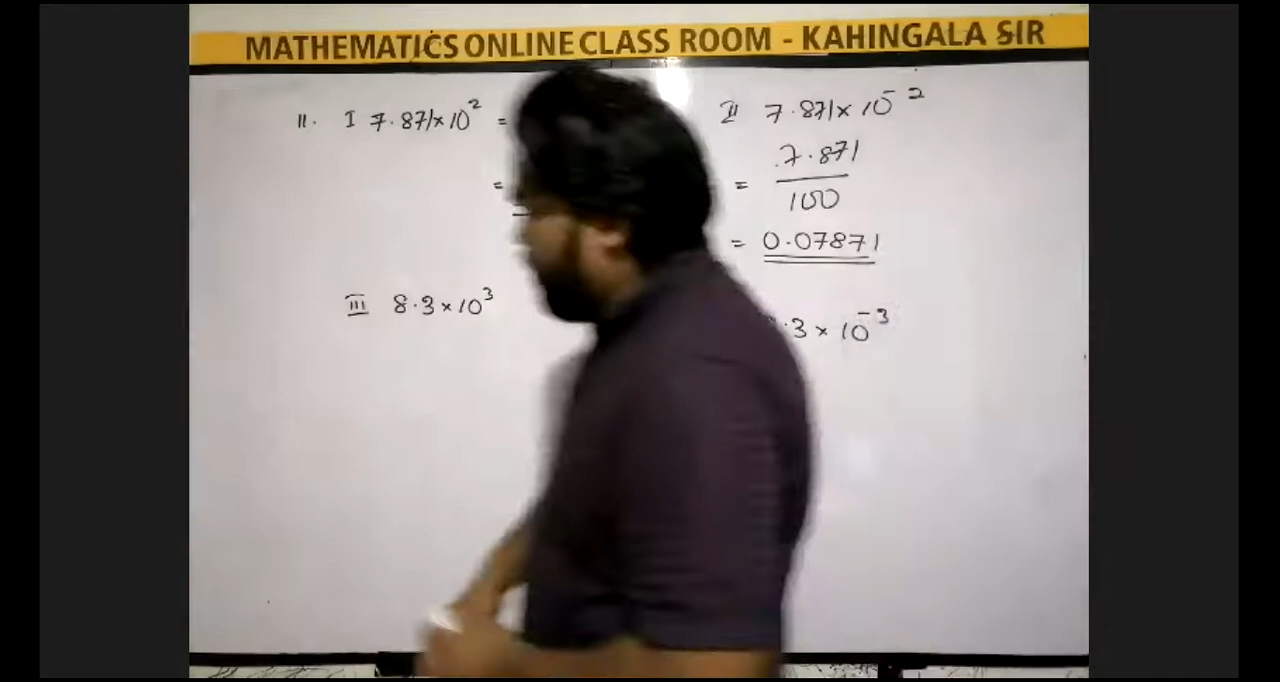 MATHEMATICS ONLINE CLASS ROOM - KAHINGALA SIR
11. I 7.871 × 10² =
=
II 7.871 × 10⁻²
= 7.871 / 100
= 0.07871
III 8.3 × 10³
.3 × 10⁻³